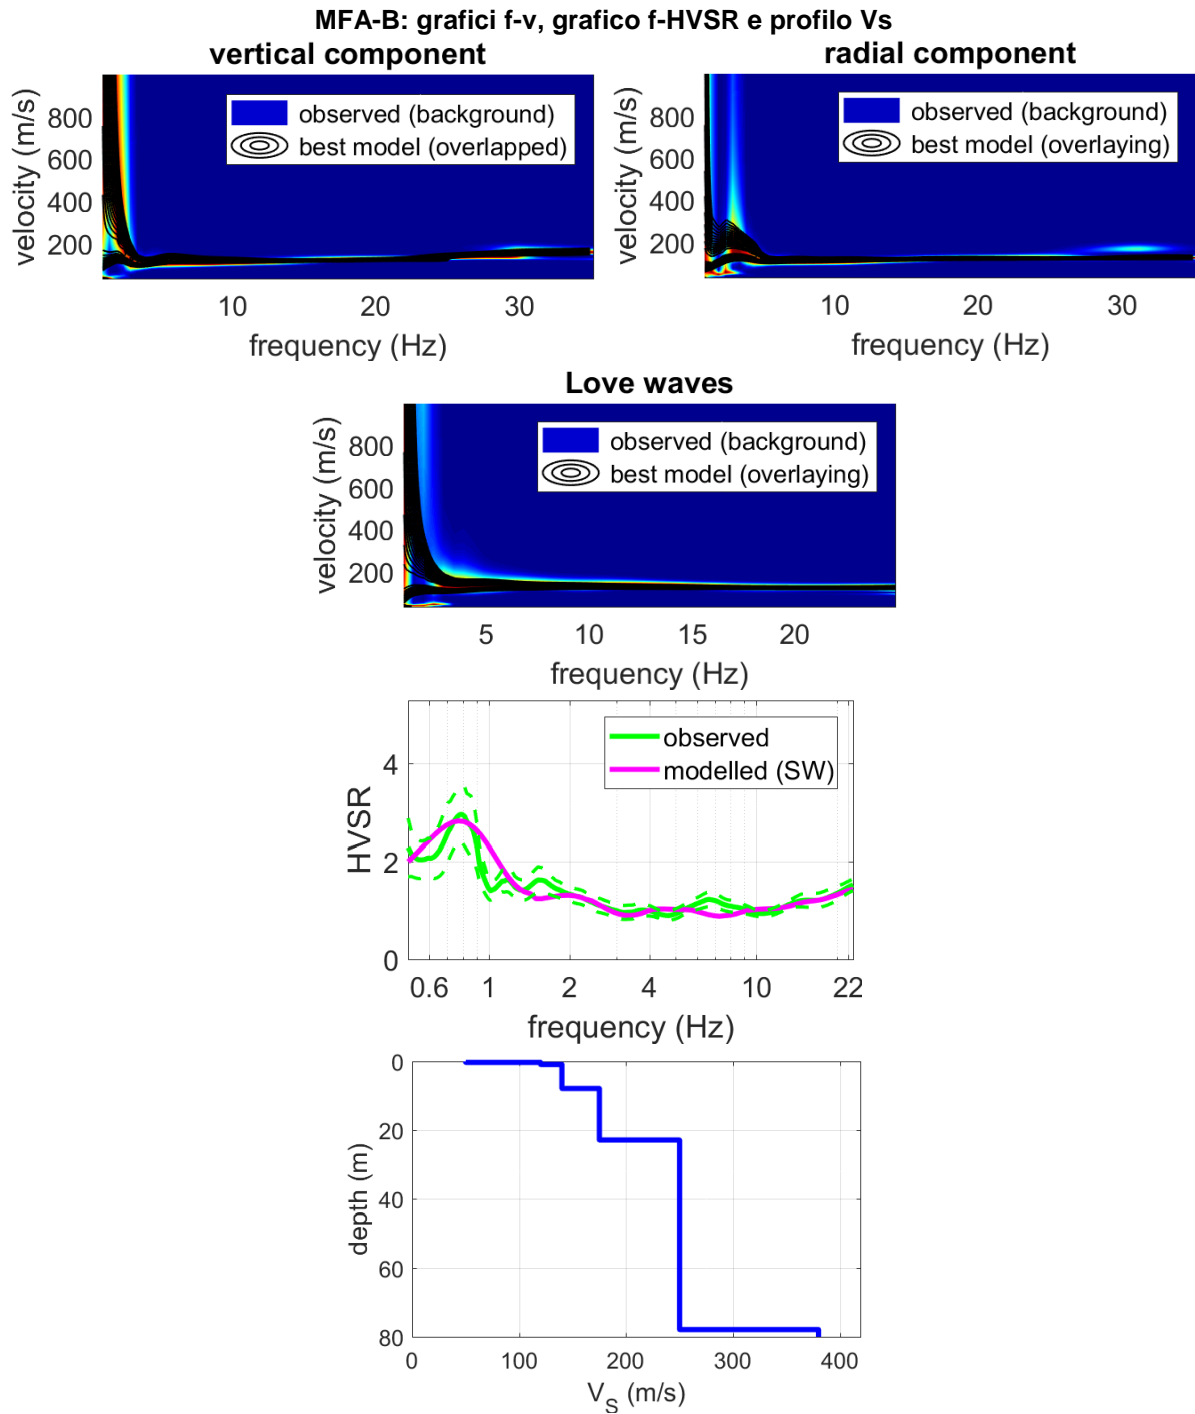 MFA-B: grafici f-v, grafico f-HVSR e profilo Vs
vertical component
velocity (m/s)
800
600
400
200
observed (background)
best model (overlapped)
10
20
30
frequency (Hz)
radial component
velocity (m/s)
800
600
400
200
observed (background)
best model (overlaying)
10
20
30
frequency (Hz)
Love waves
velocity (m/s)
800
600
400
200
observed (background)
best model (overlaying)
5
10
15
20
frequency (Hz)
HVSR
4
2
0
observed
modelled (SW)
0.6
1
2
4
10
22
frequency (Hz)
depth (m)
0
20
40
60
80
0
100
200
300
400
V_S (m/s)